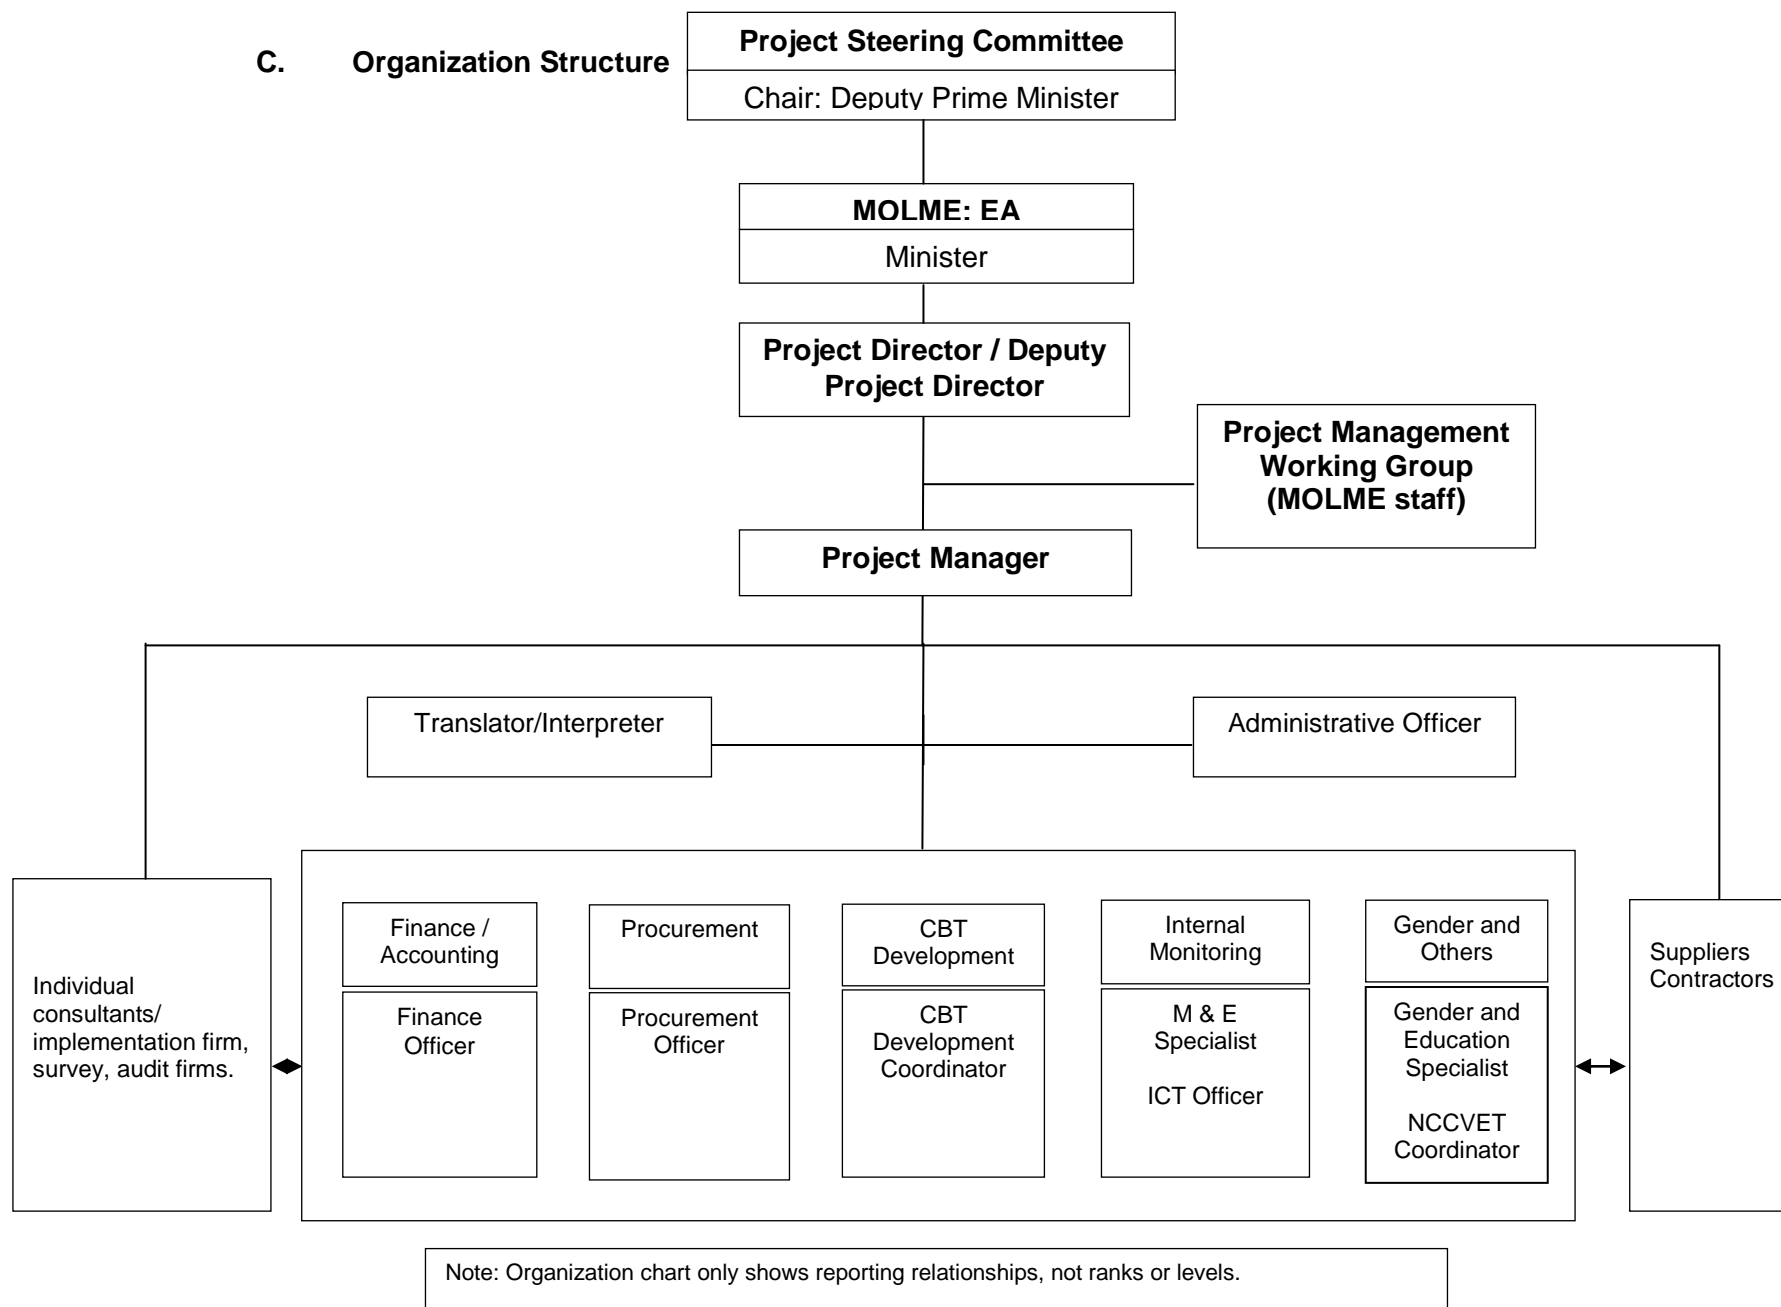 C. Organization Structure
Project Steering Committee
Chair: Deputy Prime Minister
MOLME: EA
Minister
Project Director / Deputy
Project Director
Project Management
Working Group
(MOLME staff)
Project Manager
Translator/Interpreter
Administrative Officer
Individual
consultants/
implementation firm,
survey, audit firms.
Finance /
Accounting
Finance
Officer
Procurement
Procurement
Officer
CBT
Development
CBT
Development
Coordinator
Internal
Monitoring
M & E
Specialist
ICT Officer
Gender and
Others
Gender and
Education
Specialist
NCCVET
Coordinator
Suppliers
Contractors
Note: Organization chart only shows reporting relationships, not ranks or levels.